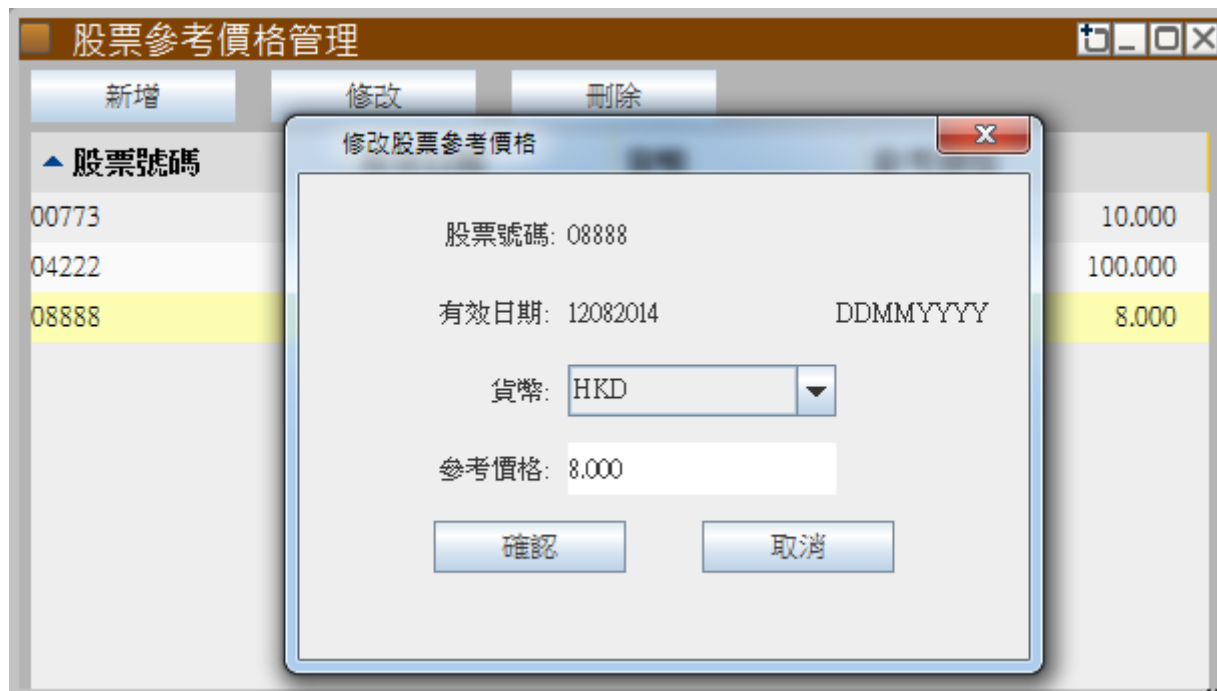 股票參考價格管理
新增 修改 刪除
股票號碼
00773 10.000
04222 100.000
08888 8.000
修改股票參考價格
股票號碼: 08888
有效日期: 12082014 DDMMYYYY
貨幣: HKD
參考價格: 8.000
確認 取消